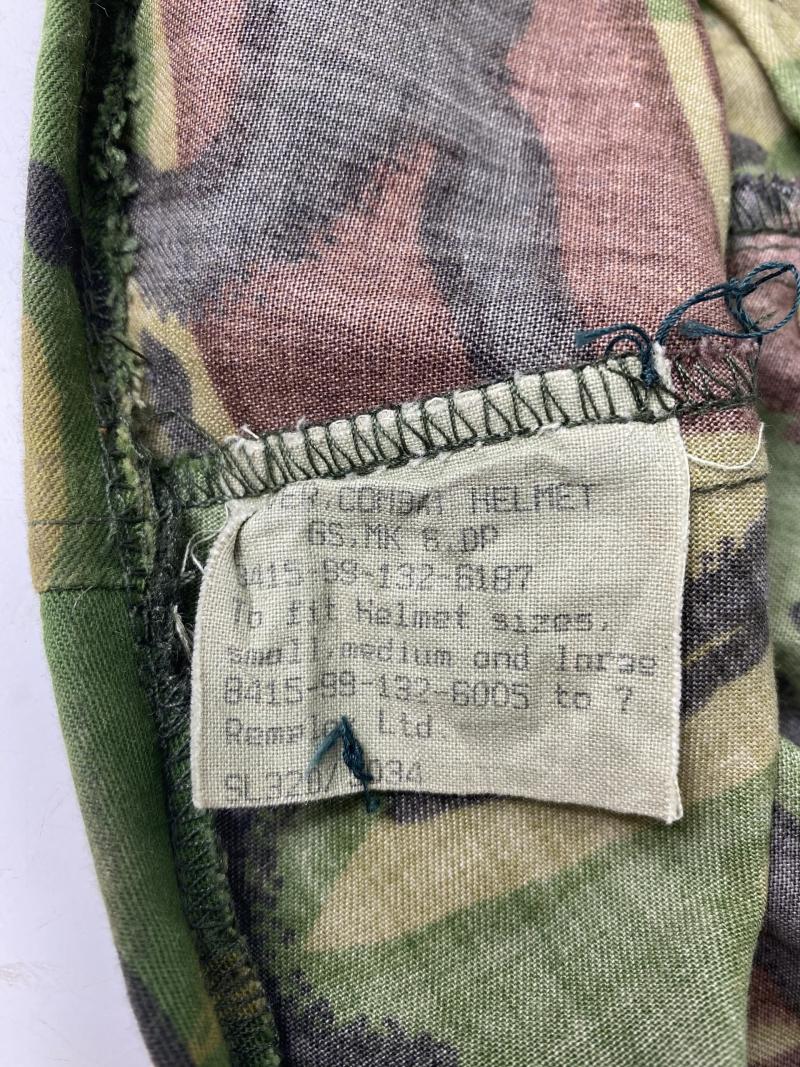 COMBAT HELMET
GS, MK 6, DP
8415-99-132-6187
To fit Helmet sizes,
small, medium and large
8415-99-132-6005 to 7
Ltd.
SL320/